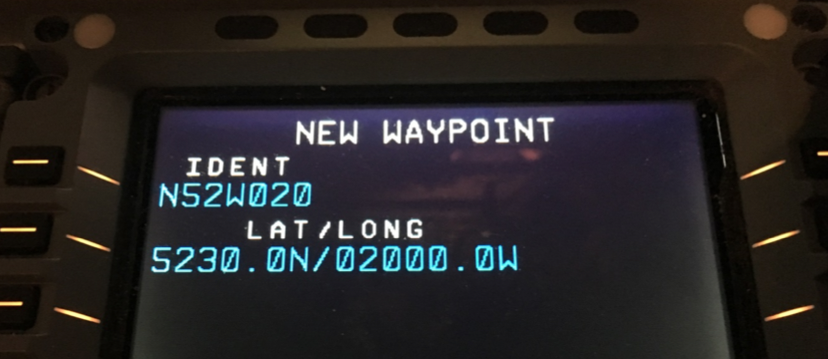 NEW WAYPOINT
IDENT
N52W020
LAT/LONG
5230.0N/02000.0W